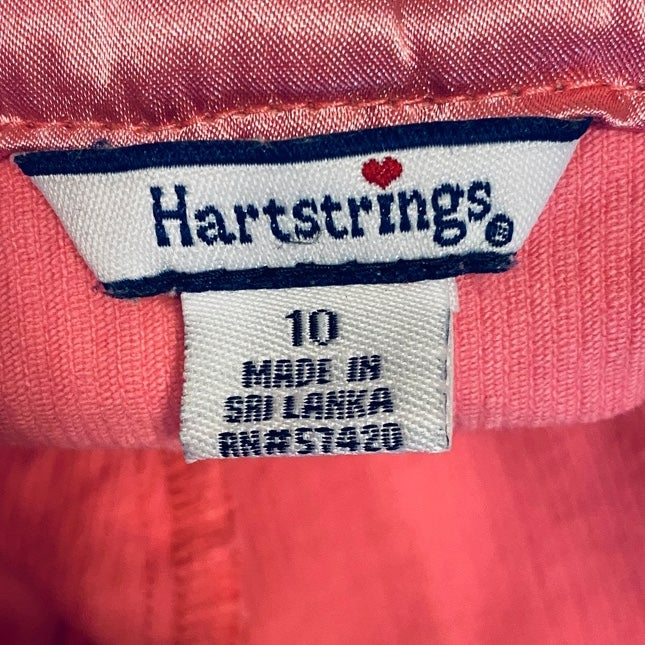 Hartstrings®
10
MADE IN
SRI LANKA
RN#57420